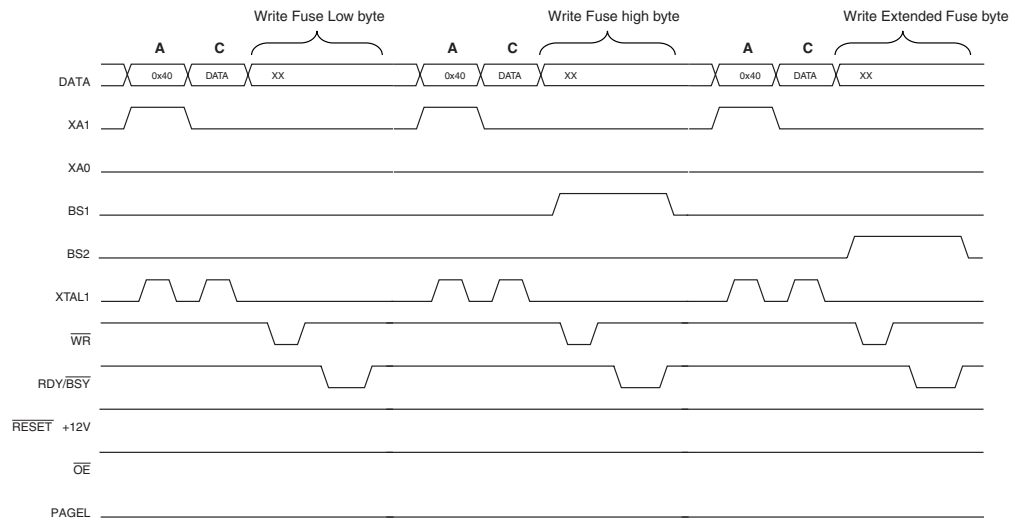 Write Fuse Low byte Write Fuse high byte Write Extended Fuse byte
A C A C A C
DATA 0x40 DATA XX 0x40 DATA XX 0x40 DATA XX
XA1
XA0
BS1
BS2
XTAL1
WR
RDY/BSY
RESET +12V
OE
PAGEL